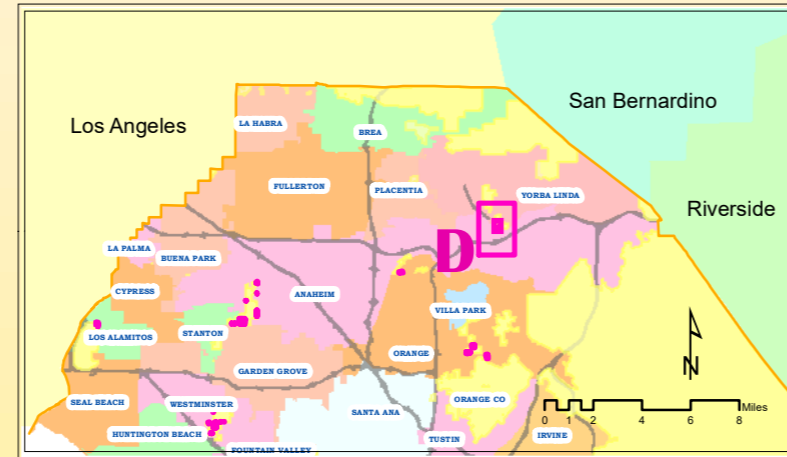 Los Angeles
San Bernardino
Riverside
LA HABRA
BREA
FULLERTON
PLACENTIA
YORBA LINDA
D
LA PALMA
BUENA PARK
CYPRESS
ANAHEIM
VILLA PARK
LOS ALAMITOS
STANTON
ORANGE
GARDEN GROVE
N
SEAL BEACH
WESTMINSTER
SANTA ANA
ORANGE CO
0 1 2 4 6 8 Miles
HUNTINGTON BEACH
FOUNTAIN VALLEY
TUSTIN
IRVINE